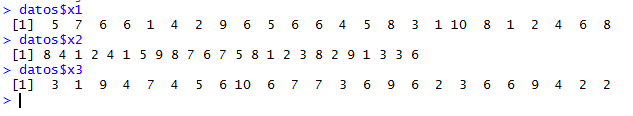 > datos$x1
 [1]  5  7  6  6  1  4  2  9  6  5  6  6  4  5  8  3  1 10  8  1  2  4  6  8
> datos$x2
 [1] 8 4 1 2 4 1 5 9 8 7 6 7 5 8 1 2 3 8 2 9 1 3 3 6
> datos$x3
 [1]  3  1  9  4  7  4  5  6 10  6  7  7  3  6  9  6  2  3  6  6  9  4  2  2
>